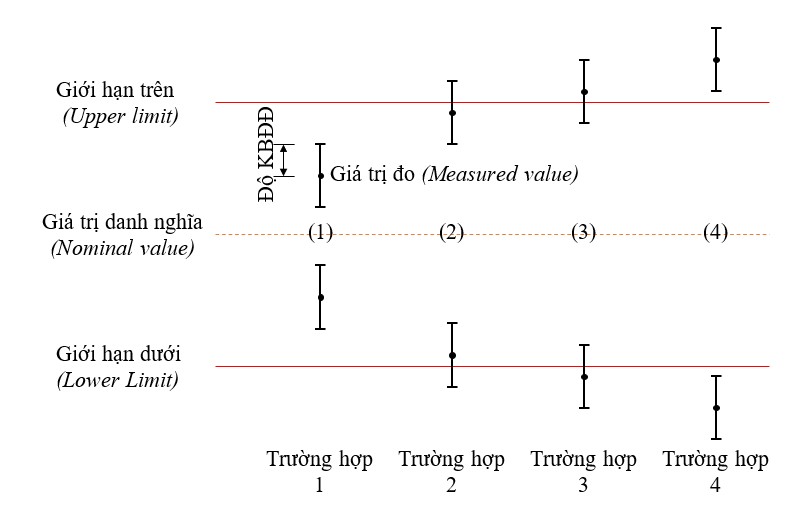 Giới hạn trên
(Upper limit)
Độ KBĐĐ
Giá trị đo (Measured value)
Giá trị danh nghĩa
(Nominal value)
(1)
(2)
(3)
(4)
Giới hạn dưới
(Lower Limit)
Trường hợp
1
Trường hợp
2
Trường hợp
3
Trường hợp
4